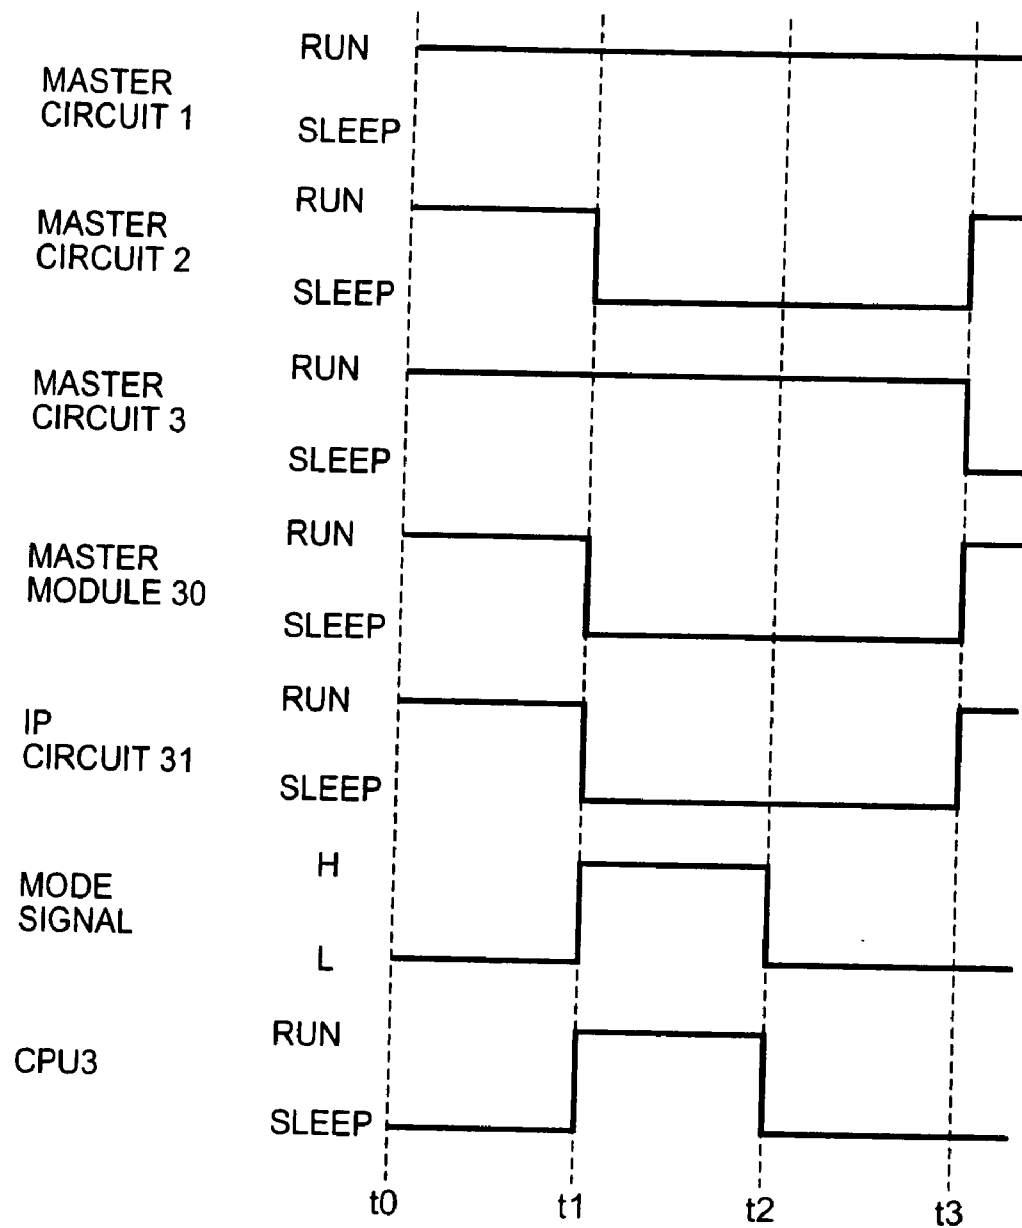 RUN
MASTER
CIRCUIT 1
SLEEP
RUN
MASTER
CIRCUIT 2
SLEEP
RUN
MASTER
CIRCUIT 3
SLEEP
RUN
MASTER
MODULE 30
SLEEP
RUN
IP
CIRCUIT 31
SLEEP
H
MODE
SIGNAL
L
RUN
CPU3
SLEEP
t0 t1 t2 t3